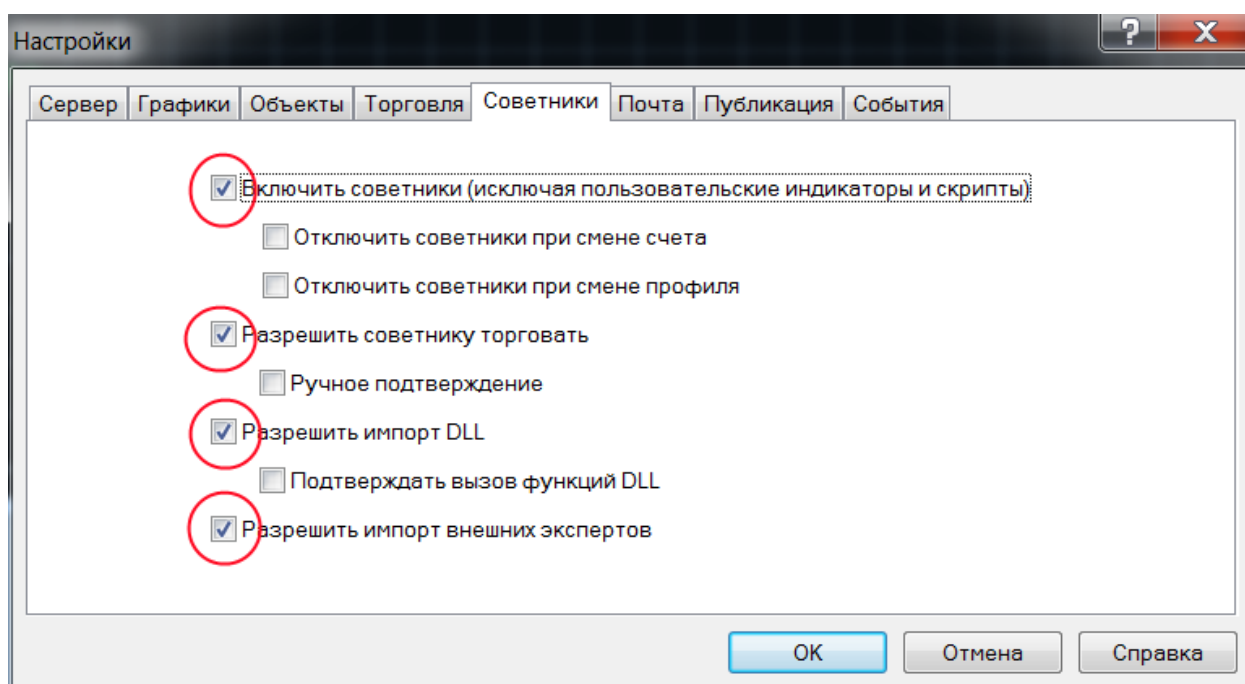 Настройки
?
X
Сервер Графики Объекты Торговля Советники Почта Публикация События
Включить советники (исключая пользовательские индикаторы и скрипты)
Отключить советники при смене счета
Отключить советники при смене профиля
Разрешить советнику торговать
Ручное подтверждение
Разрешить импорт DLL
Подтверждать вызов функций DLL
Разрешить импорт внешних экспертов
OK Отмена Справка